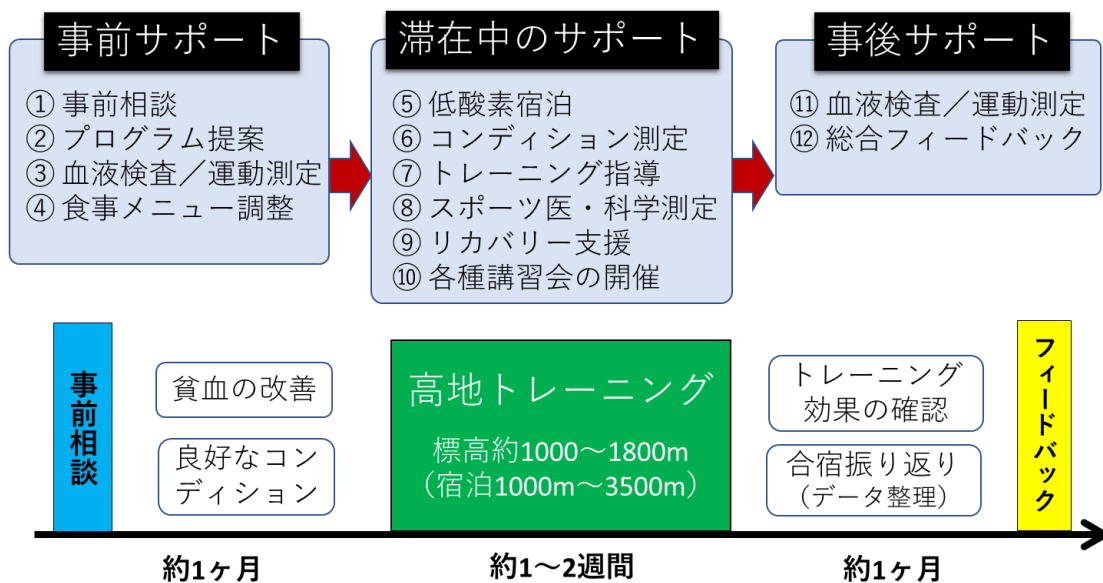 事前サポート
① 事前相談
② プログラム提案
③ 血液検査／運動測定
④ 食事メニュー調整
滞在中のサポート
⑤ 低酸素宿泊
⑥ コンディション測定
⑦ トレーニング指導
⑧ スポーツ医・科学測定
⑨ リカバリー支援
⑩ 各種講習会の開催
事後サポート
⑪ 血液検査／運動測定
⑫ 総合フィードバック
事前相談
貧血の改善
良好なコン
ディション
高地トレーニング
標高約1000～1800m
（宿泊1000m～3500m）
トレーニング
効果の確認
合宿振り返り
（データ整理）
フィードバック
約1ヶ月
約1～2週間
約1ヶ月